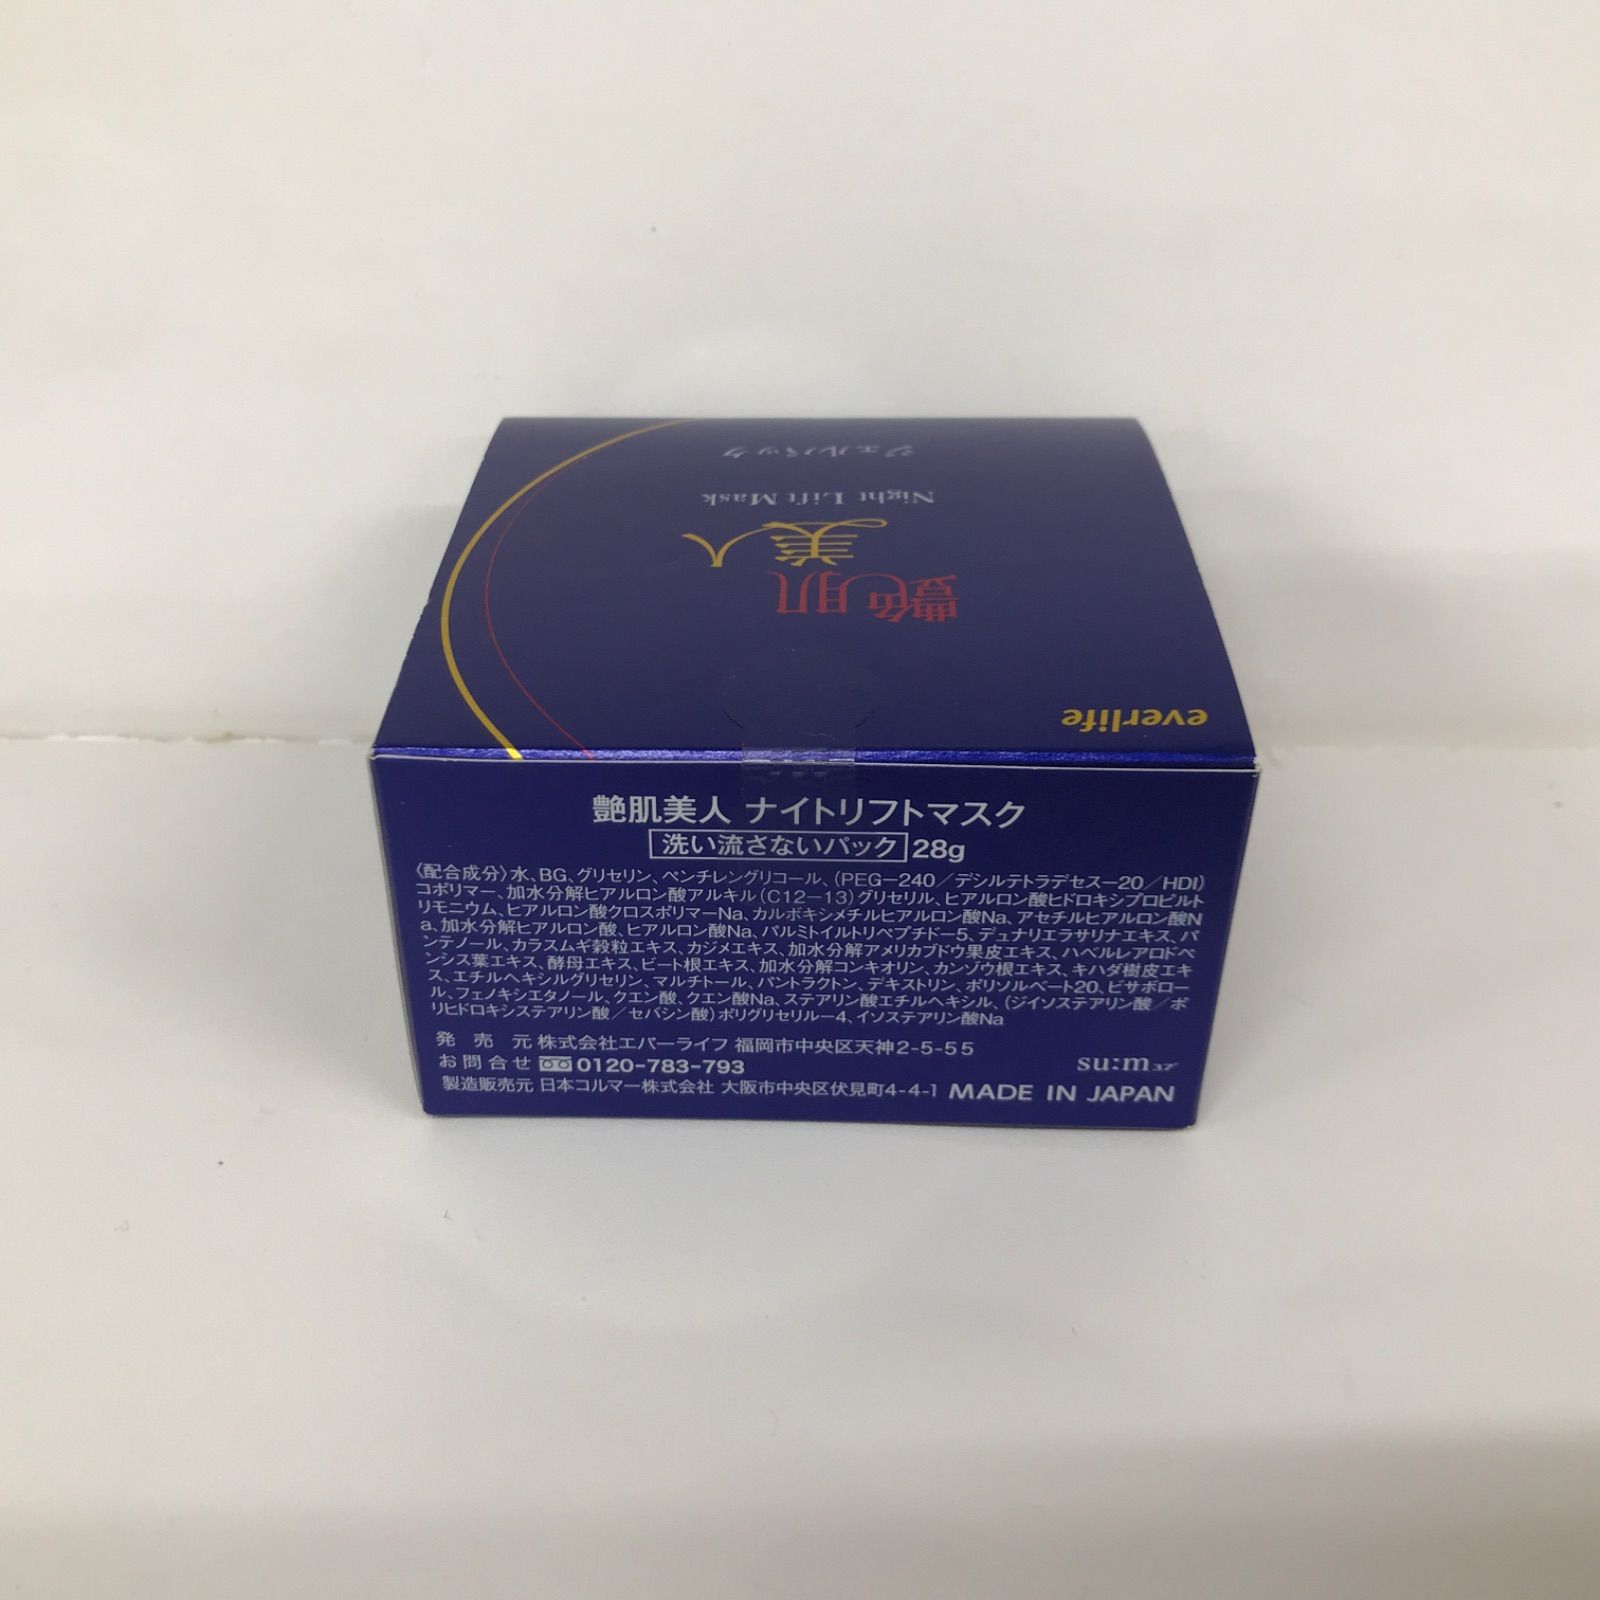 ジェルパック
Night Lift Mask
美人
艶肌
everlife
艶肌美人 ナイトリフトマスク
洗い流さないパック 28g
〈配合成分〉水、BG、グリセリン、ペンチレングリコール、(PEG-240/デシルテトラデセス-20/HDI)
コポリマー、加水分解ヒアルロン酸アルキル(C12-13)グリセリル、ヒアルロン酸ヒドロキシプロピルト
リモニウム、ヒアルロン酸クロスポリマーNa、カルボキシメチルヒアルロン酸Na、アセチルヒアルロン酸N
a、加水分解ヒアルロン酸、ヒアルロン酸Na、パルミトイルトリペプチド-5、デュナリエラサリナエキス、パ
ンテノール、カラスムギ穀粒エキス、カジメエキス、加水分解アメリカブドウ果皮エキス、ハベルレアロドペ
ンシス葉エキス、酵母エキス、ビート根エキス、加水分解コンキオリン、カンゾウ根エキス、キハダ樹皮エキ
ス、エチルヘキシルグリセリン、マルチトール、パントラクトン、デキストリン、ポリソルベート20、ビサボロー
ル、フェノキシエタノール、クエン酸、クエン酸Na、ステアリン酸エチルヘキシル、(ジイソステアリン酸/ポ
リヒドロキシステアリン酸/セバシン酸)ポリグリセリル-4、イソステアリン酸Na
発 売 元 株式会社エバーライフ 福岡市中央区天神2-5-55
お問合せ 0120-783-793
su:m37°
製造販売元 日本コルマー株式会社 大阪市中央区伏見町4-4-1 MADE IN JAPAN